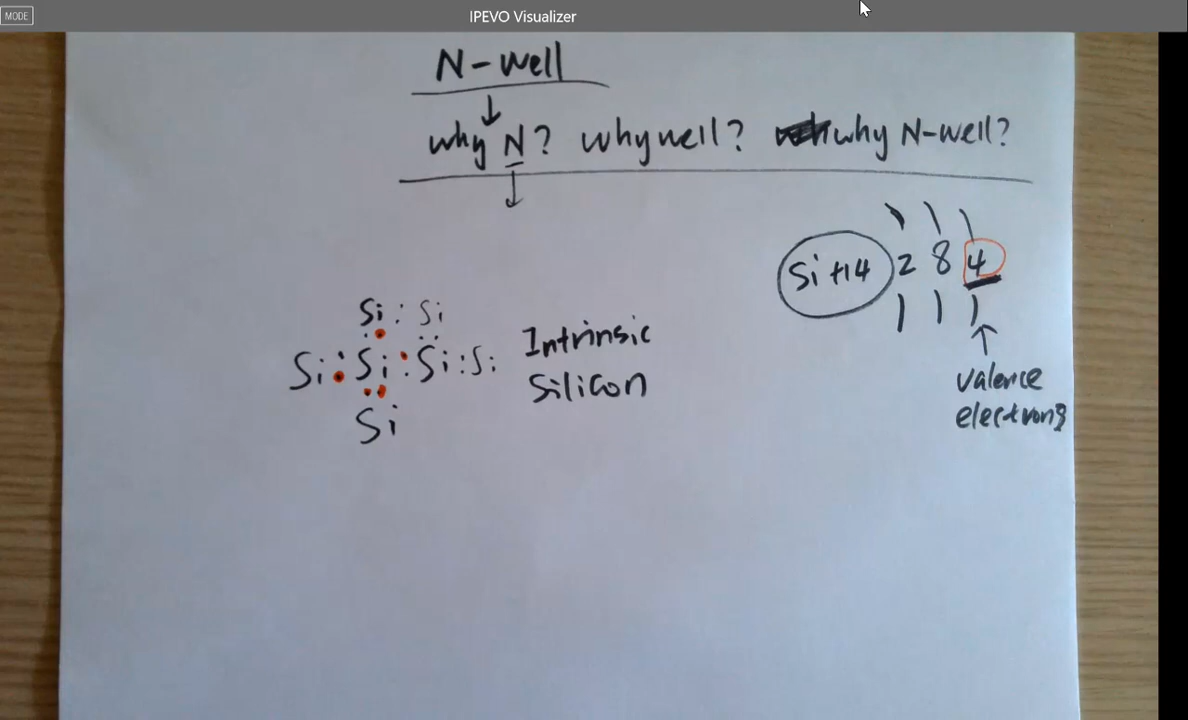 MODE
IPEVO Visualizer
N-well
why N? why well? why N-well?
Si +14 2 8 4
Si : Si
Si : Si : Si : Si
Si
Intrinsic
Silicon
valence
electrons